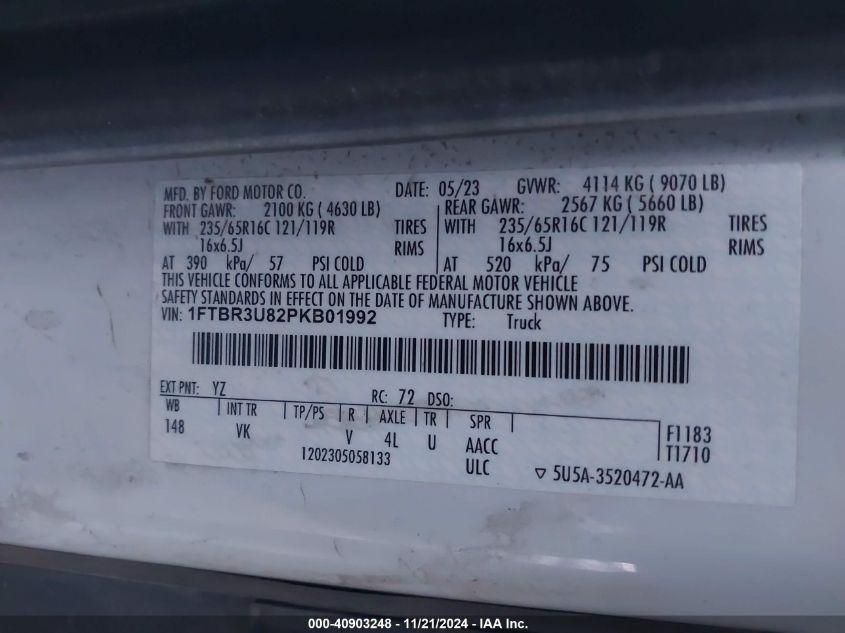 MFD. BY FORD MOTOR CO. DATE: 05/23 GVWR: 4114 KG ( 9070 LB)
FRONT GAWR: 2100 KG ( 4630 LB) REAR GAWR: 2567 KG ( 5660 LB)
WITH 235/65R16C 121/119R TIRES WITH 235/65R16C 121/119R TIRES
16x6.5J RIMS 16x6.5J RIMS
AT 390 kPa/ 57 PSI COLD AT 520 kPa/ 75 PSI COLD
THIS VEHICLE CONFORMS TO ALL APPLICABLE FEDERAL MOTOR VEHICLE
SAFETY STANDARDS IN EFFECT ON THE DATE OF MANUFACTURE SHOWN ABOVE.
VIN: 1FTBR3U82PKB01992 TYPE: Truck
EXT PNT: YZ RC: 72 DSO:
WB INT TR TP/PS R AXLE TR SPR
148 VK V 4L U AACC F1183
1202305058133 ULC T1710
5U5A-3520472-AA
000-40903248 - 11/21/2024 - IAA Inc.